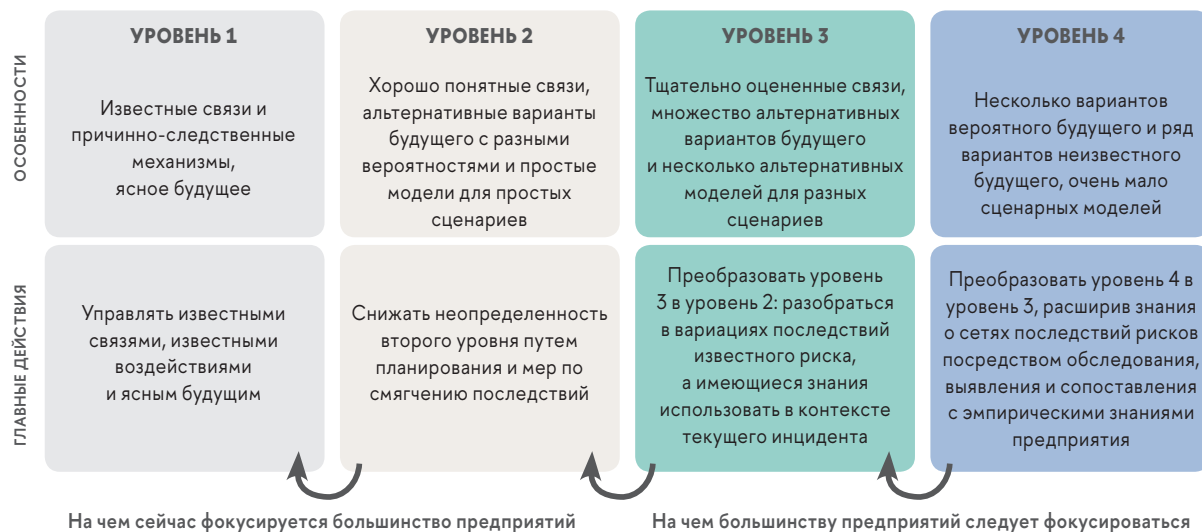 УРОВЕНЬ 1
УРОВЕНЬ 2
УРОВЕНЬ 3
УРОВЕНЬ 4
ОСОБЕННОСТИ
Известные связи и
причинно-следственные
механизмы,
ясное будущее
Хорошо понятные связи,
альтернативные варианты
будущего с разными
вероятностями и простые
модели для простых
сценариев
Тщательно оцененные связи,
множество альтернативных
вариантов будущего
и несколько альтернативных
моделей для разных
сценариев
Несколько вариантов
вероятного будущего и ряд
вариантов неизвестного
будущего, очень мало
сценарных моделей
ГЛАВНЫЕ ДЕЙСТВИЯ
Управлять известными
связями, известными
воздействиями
и ясным будущим
Снижать неопределенность
второго уровня путем
планирования и мер по
смягчению последствий
Преобразовать уровень
3 в уровень 2: разобраться
в вариациях последствий
известного риска,
а имеющиеся знания
использовать в контексте
текущего инцидента
Преобразовать уровень 4 в
уровень 3, расширив знания
о сетях последствий рисков
посредством обследования,
выявления и сопоставления
с эмпирическими знаниями
предприятия
На чем сейчас фокусируется большинство предприятий
На чем большинству предприятий следует фокусироваться